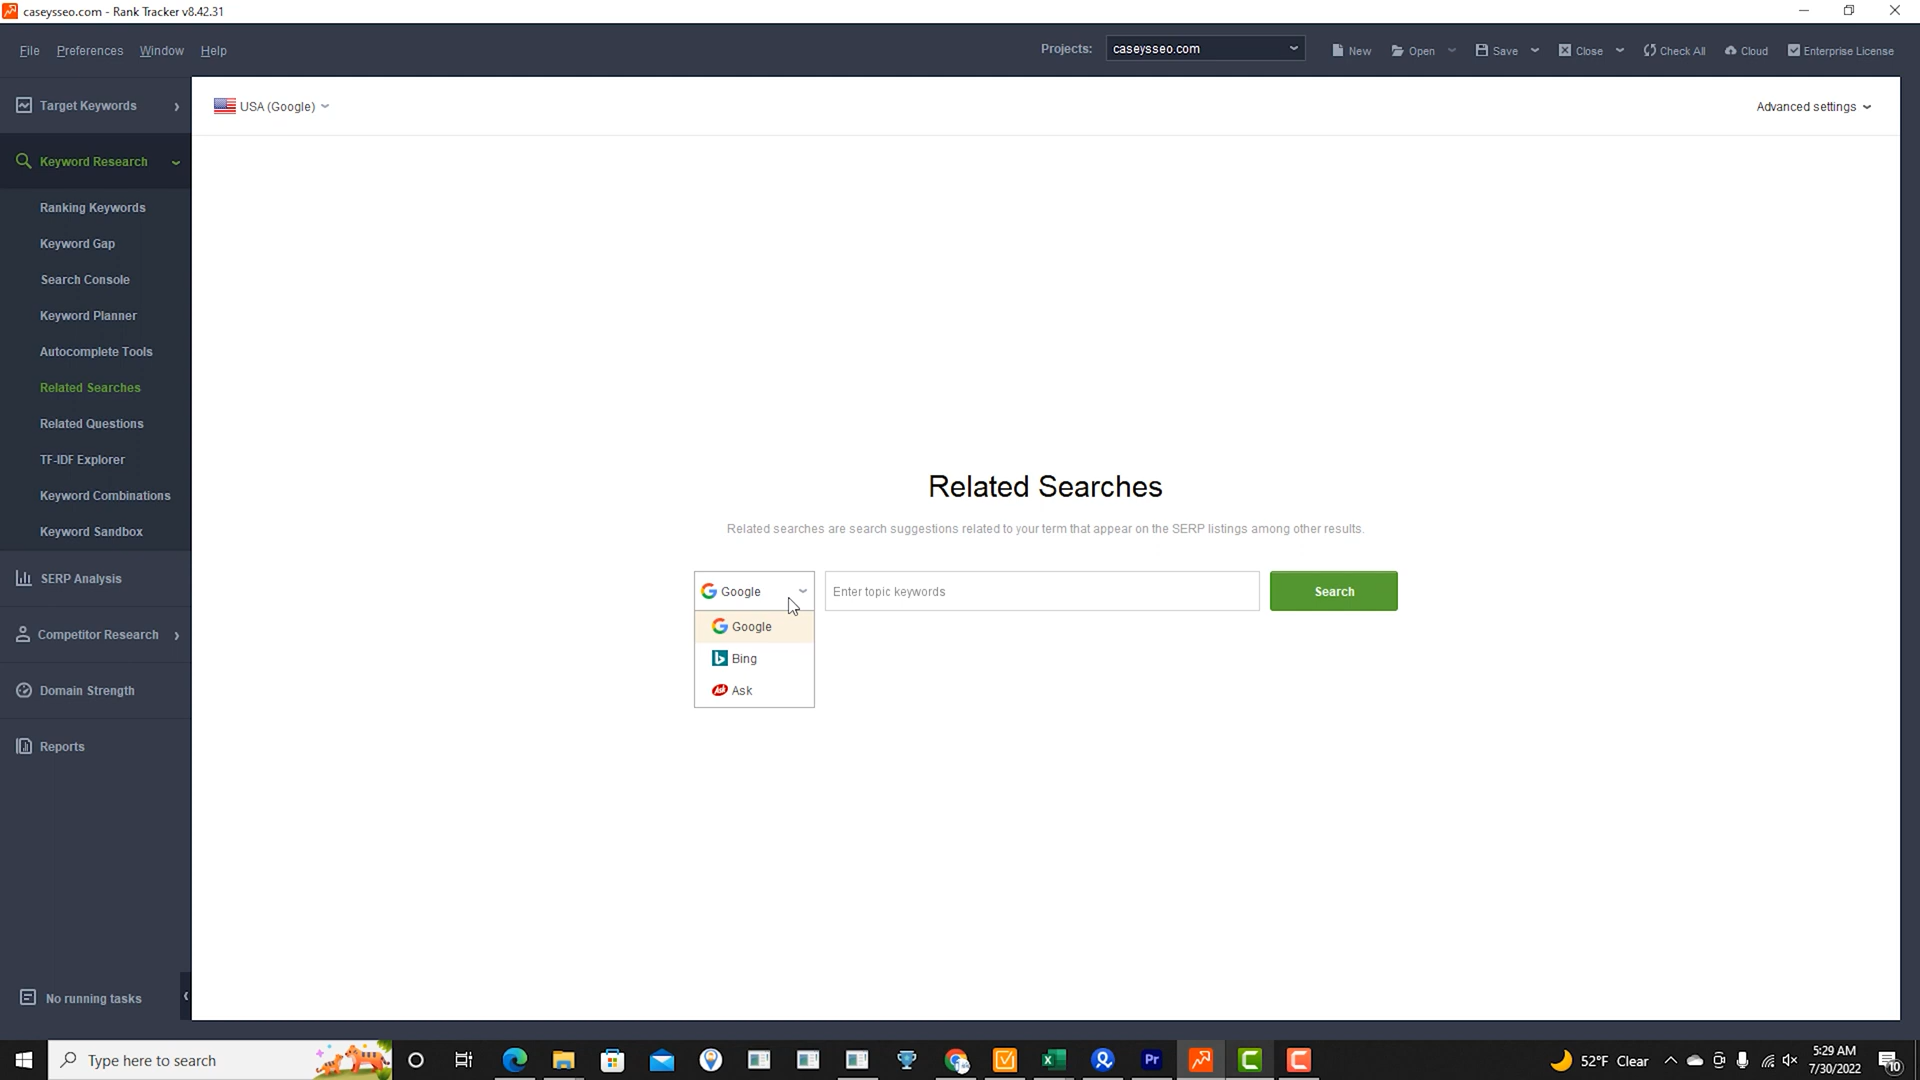 caseysseo.com - Rank Tracker v8.42.31
File Preferences Window Help
Projects: caseysseo.com New Open Save Close Check All Cloud Enterprise License
Target Keywords
USA (Google)
Advanced settings
Keyword Research
Ranking Keywords
Keyword Gap
Search Console
Keyword Planner
Autocomplete Tools
Related Searches
Related Questions
TF-IDF Explorer
Keyword Combinations
Keyword Sandbox
SERP Analysis
Competitor Research
Domain Strength
Reports
No running tasks
Related Searches
Related searches are search suggestions related to your term that appear on the SERP listings among other results.
Google Enter topic keywords Search
Google
Bing
Ask
Type here to search
Pr
52°F Clear
5:29 AM
7/30/2022
10